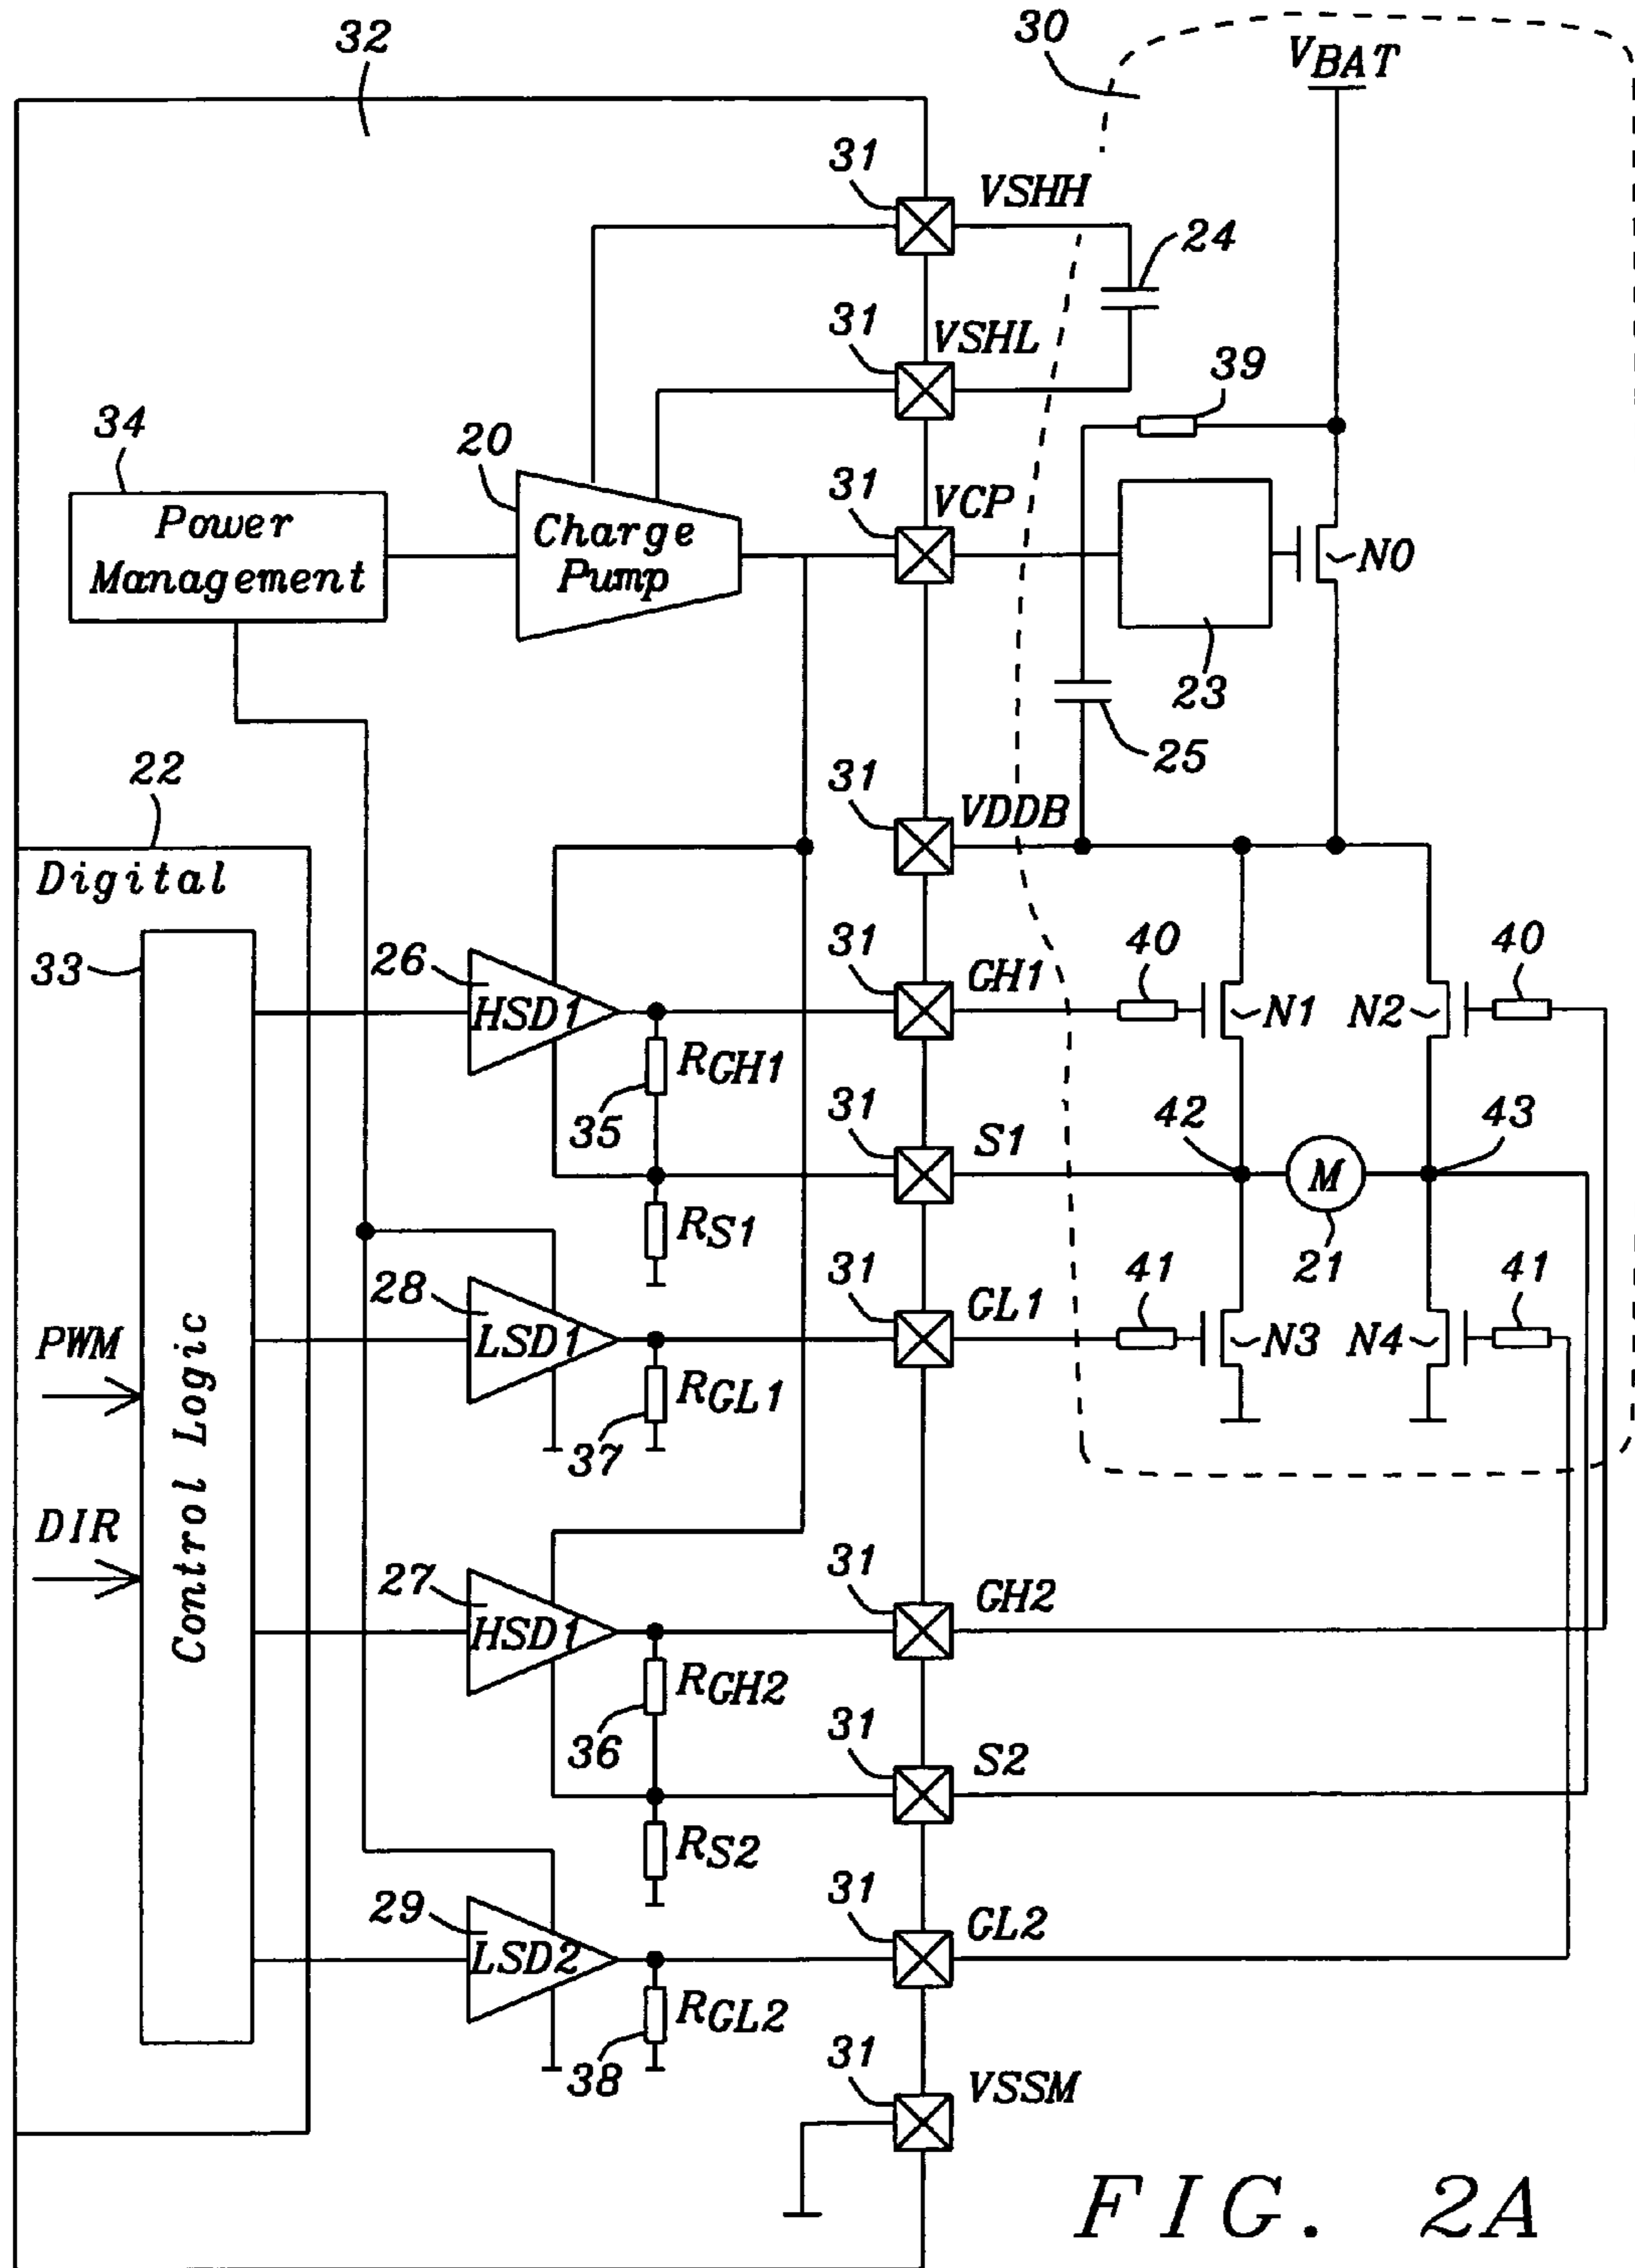 32
30
VBAT
31
VSHH
24
31
VSHL
39
34
20
31
VCP
Power
Management
Charge
Pump
N0
23
25
22
31
VDDB
Digital
33
26
31
GH1
40
40
HSD1
N1
N2
RGH1
35
31
S1
42
43
M
RS1
21
28
31
GL1
41
41
LSD1
N3
N4
PWM
RGL1
37
DIR
Control Logic
27
31
GH2
HSD1
RGH2
36
31
S2
RS2
29
31
GL2
LSD2
RGL2
38
31
VSSM
FIG. 2A